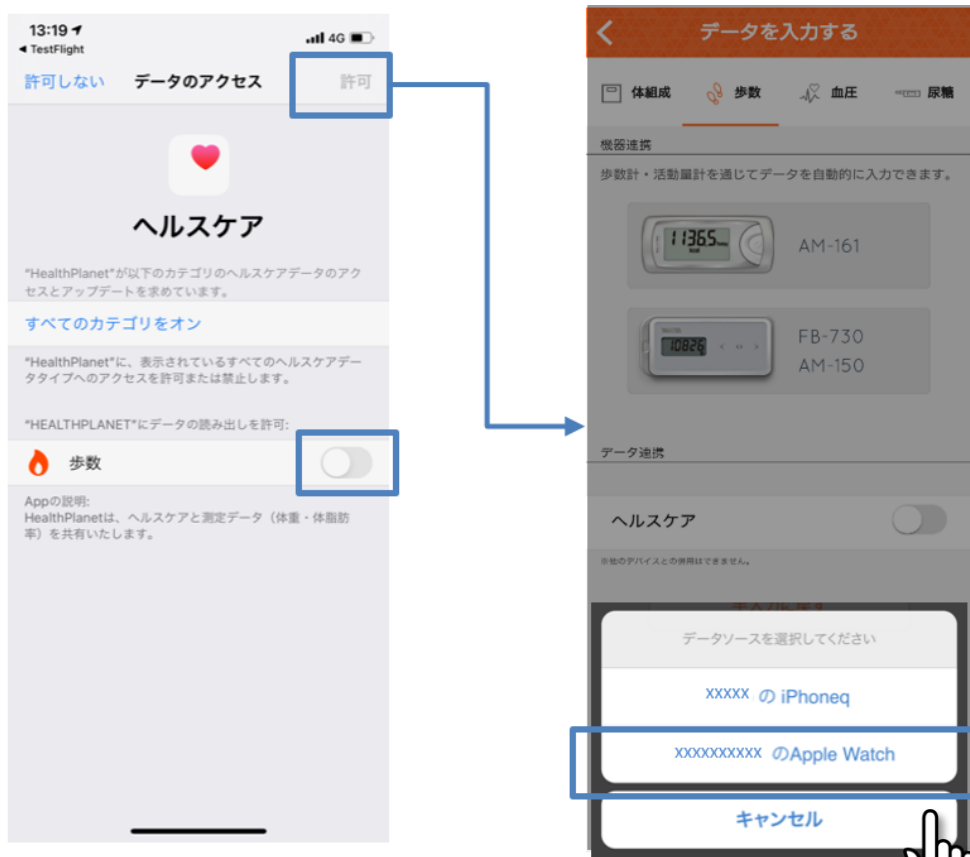 13:19
4G
◀ TestFlight
許可しない データのアクセス 許可
ヘルスケア
"HealthPlanet"が以下のカテゴリのヘルスケアデータのアク
セスとアップデートを求めています。
すべてのカテゴリをオン
"HealthPlanet"に、表示されているすべてのヘルスケアデー
タタイプへのアクセスを許可または禁止します。
"HEALTHPLANET"にデータの読み出しを許可:
歩数
Appの説明:
HealthPlanetは、ヘルスケアと測定データ（体重・体脂肪
率）を共有いたします。
データを入力する
体組成 歩数 血圧 尿糖
機器連携
歩数計・活動量計を通じてデータを自動的に入力できます。
11365
AM-161
10826
FB-730
AM-150
データ連携
ヘルスケア
※他のデバイスとの併用はできません。
手入力に戻す
データソースを選択してください
xxxxx の iPhoneq
xxxxxxxxxx のApple Watch
キャンセル